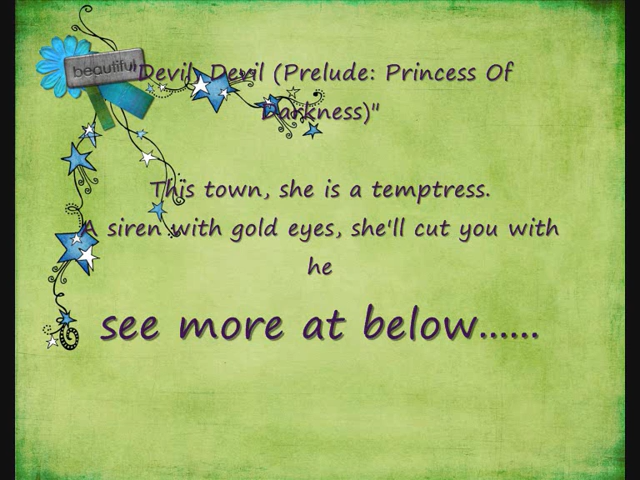 beautiful
"Devil, Devil (Prelude: Princess Of
Darkness)"
This town, she is a temptress.
A siren with gold eyes, she'll cut you with
he
see more at below......